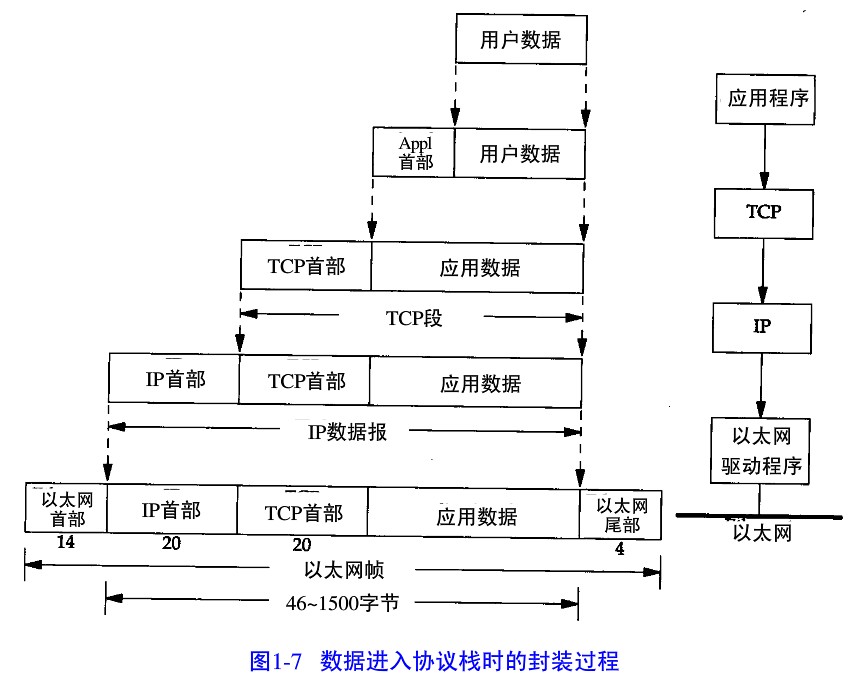 用户数据
应用程序
Appl
首部
用户数据
TCP
TCP首部
应用数据
TCP段
IP
IP首部
TCP首部
应用数据
IP数据报
以太网
驱动程序
以太网
首部
IP首部
TCP首部
应用数据
以太网
尾部
以太网
14
20
20
4
以太网帧
46~1500字节
图1-7 数据进入协议栈时的封装过程